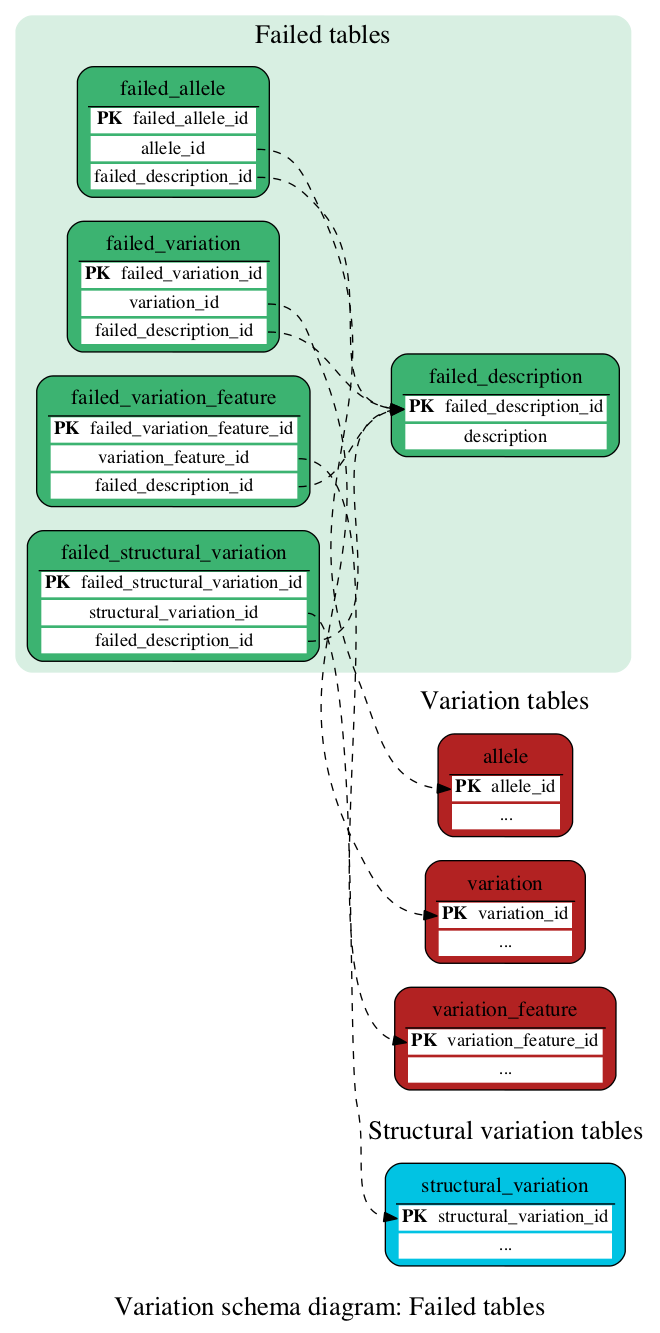 Failed tables
failed_allele
PK failed_allele_id
allele_id
failed_description_id
failed_variation
PK failed_variation_id
variation_id
failed_description_id
failed_variation_feature
PK failed_variation_feature_id
variation_feature_id
failed_description_id
failed_structural_variation
PK failed_structural_variation_id
structural_variation_id
failed_description_id
failed_description
PK failed_description_id
description
Variation tables
allele
PK allele_id
...
variation
PK variation_id
...
variation_feature
PK variation_feature_id
...
Structural variation tables
structural_variation
PK structural_variation_id
...
Variation schema diagram: Failed tables